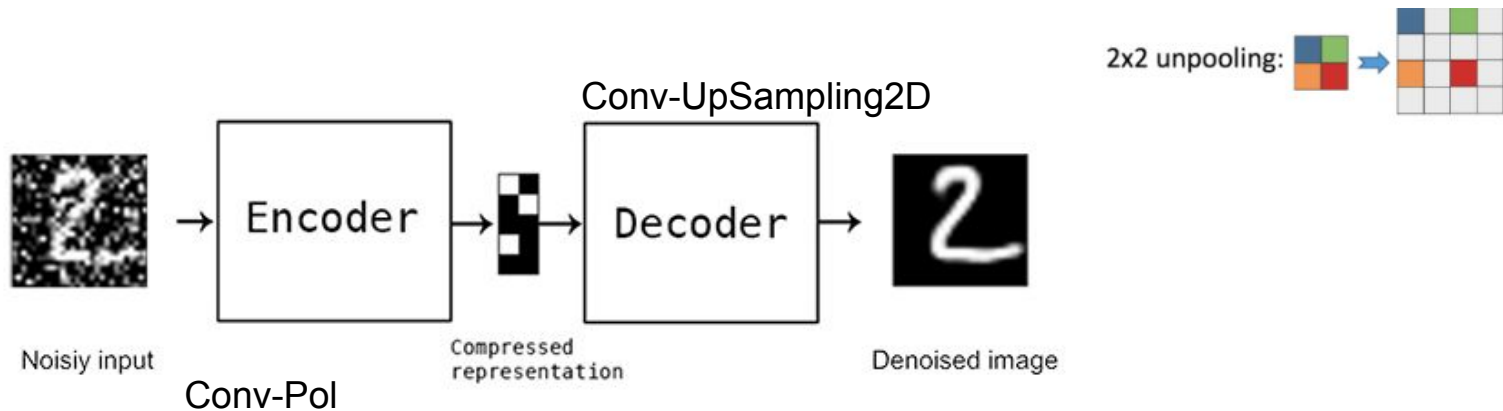 2x2 unpooling:
Conv-UpSampling2D
Encoder
Decoder
Noisiy input
Compressed
representation
Denoised image
Conv-Pol